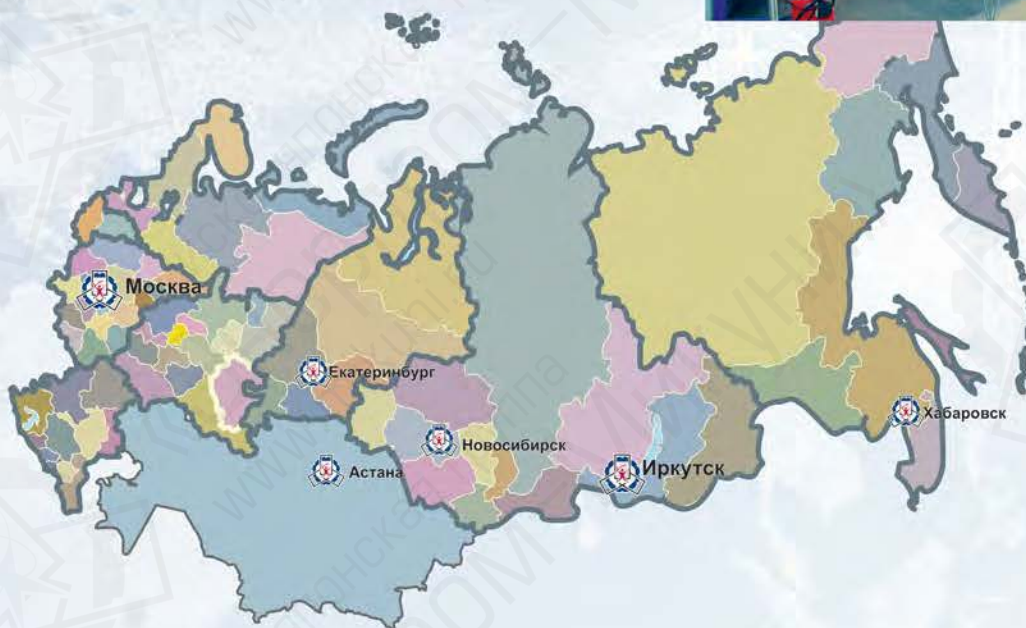 Москва
Екатеринбург
Новосибирск
Хабаровск
Астана
Иркутск